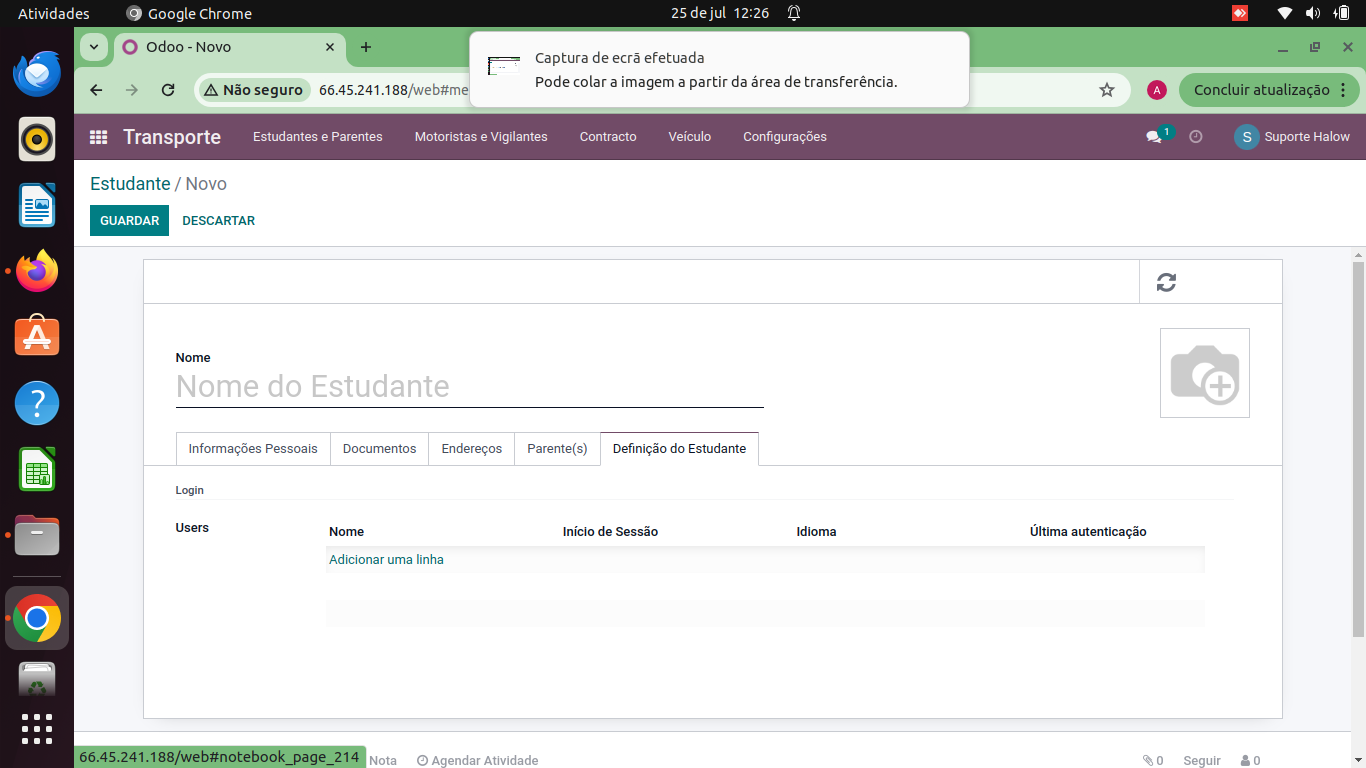 Atividades
Google Chrome
25 de jul 12:26
Odoo - Novo
Captura de ecrã efetuada
Pode colar a imagem a partir da área de transferência.
Não seguro
66.45.241.188/web#me
A
Concluir atualização
Transporte
Estudantes e Parentes
Motoristas e Vigilantes
Contracto
Veículo
Configurações
1
S
Suporte Halow
Estudante / Novo
GUARDAR
DESCARTAR
Nome
Nome do Estudante
Informações Pessoais
Documentos
Endereços
Parente(s)
Definição do Estudante
Login
Users
Nome
Início de Sessão
Idioma
Última autenticação
Adicionar uma linha
66.45.241.188/web#notebook_page_214
Nota
Agendar Atividade
0
Seguir
0